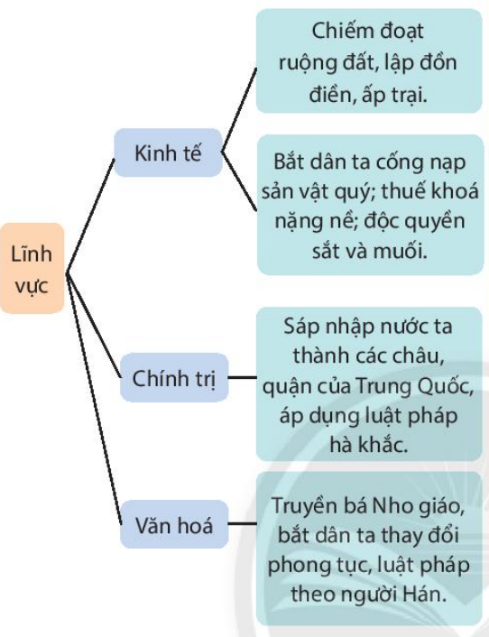 Lĩnh
vực
Kinh tế
Chiếm đoạt
ruộng đất, lập đồn
điền, ấp trại.
Bắt dân ta cống nạp
sản vật quý; thuế khoá
nặng nề; độc quyền
sắt và muối.
Chính trị
Sáp nhập nước ta
thành các châu,
quận của Trung Quốc,
áp dụng luật pháp
hà khắc.
Văn hoá
Truyền bá Nho giáo,
bắt dân ta thay đổi
phong tục, luật pháp
theo người Hán.